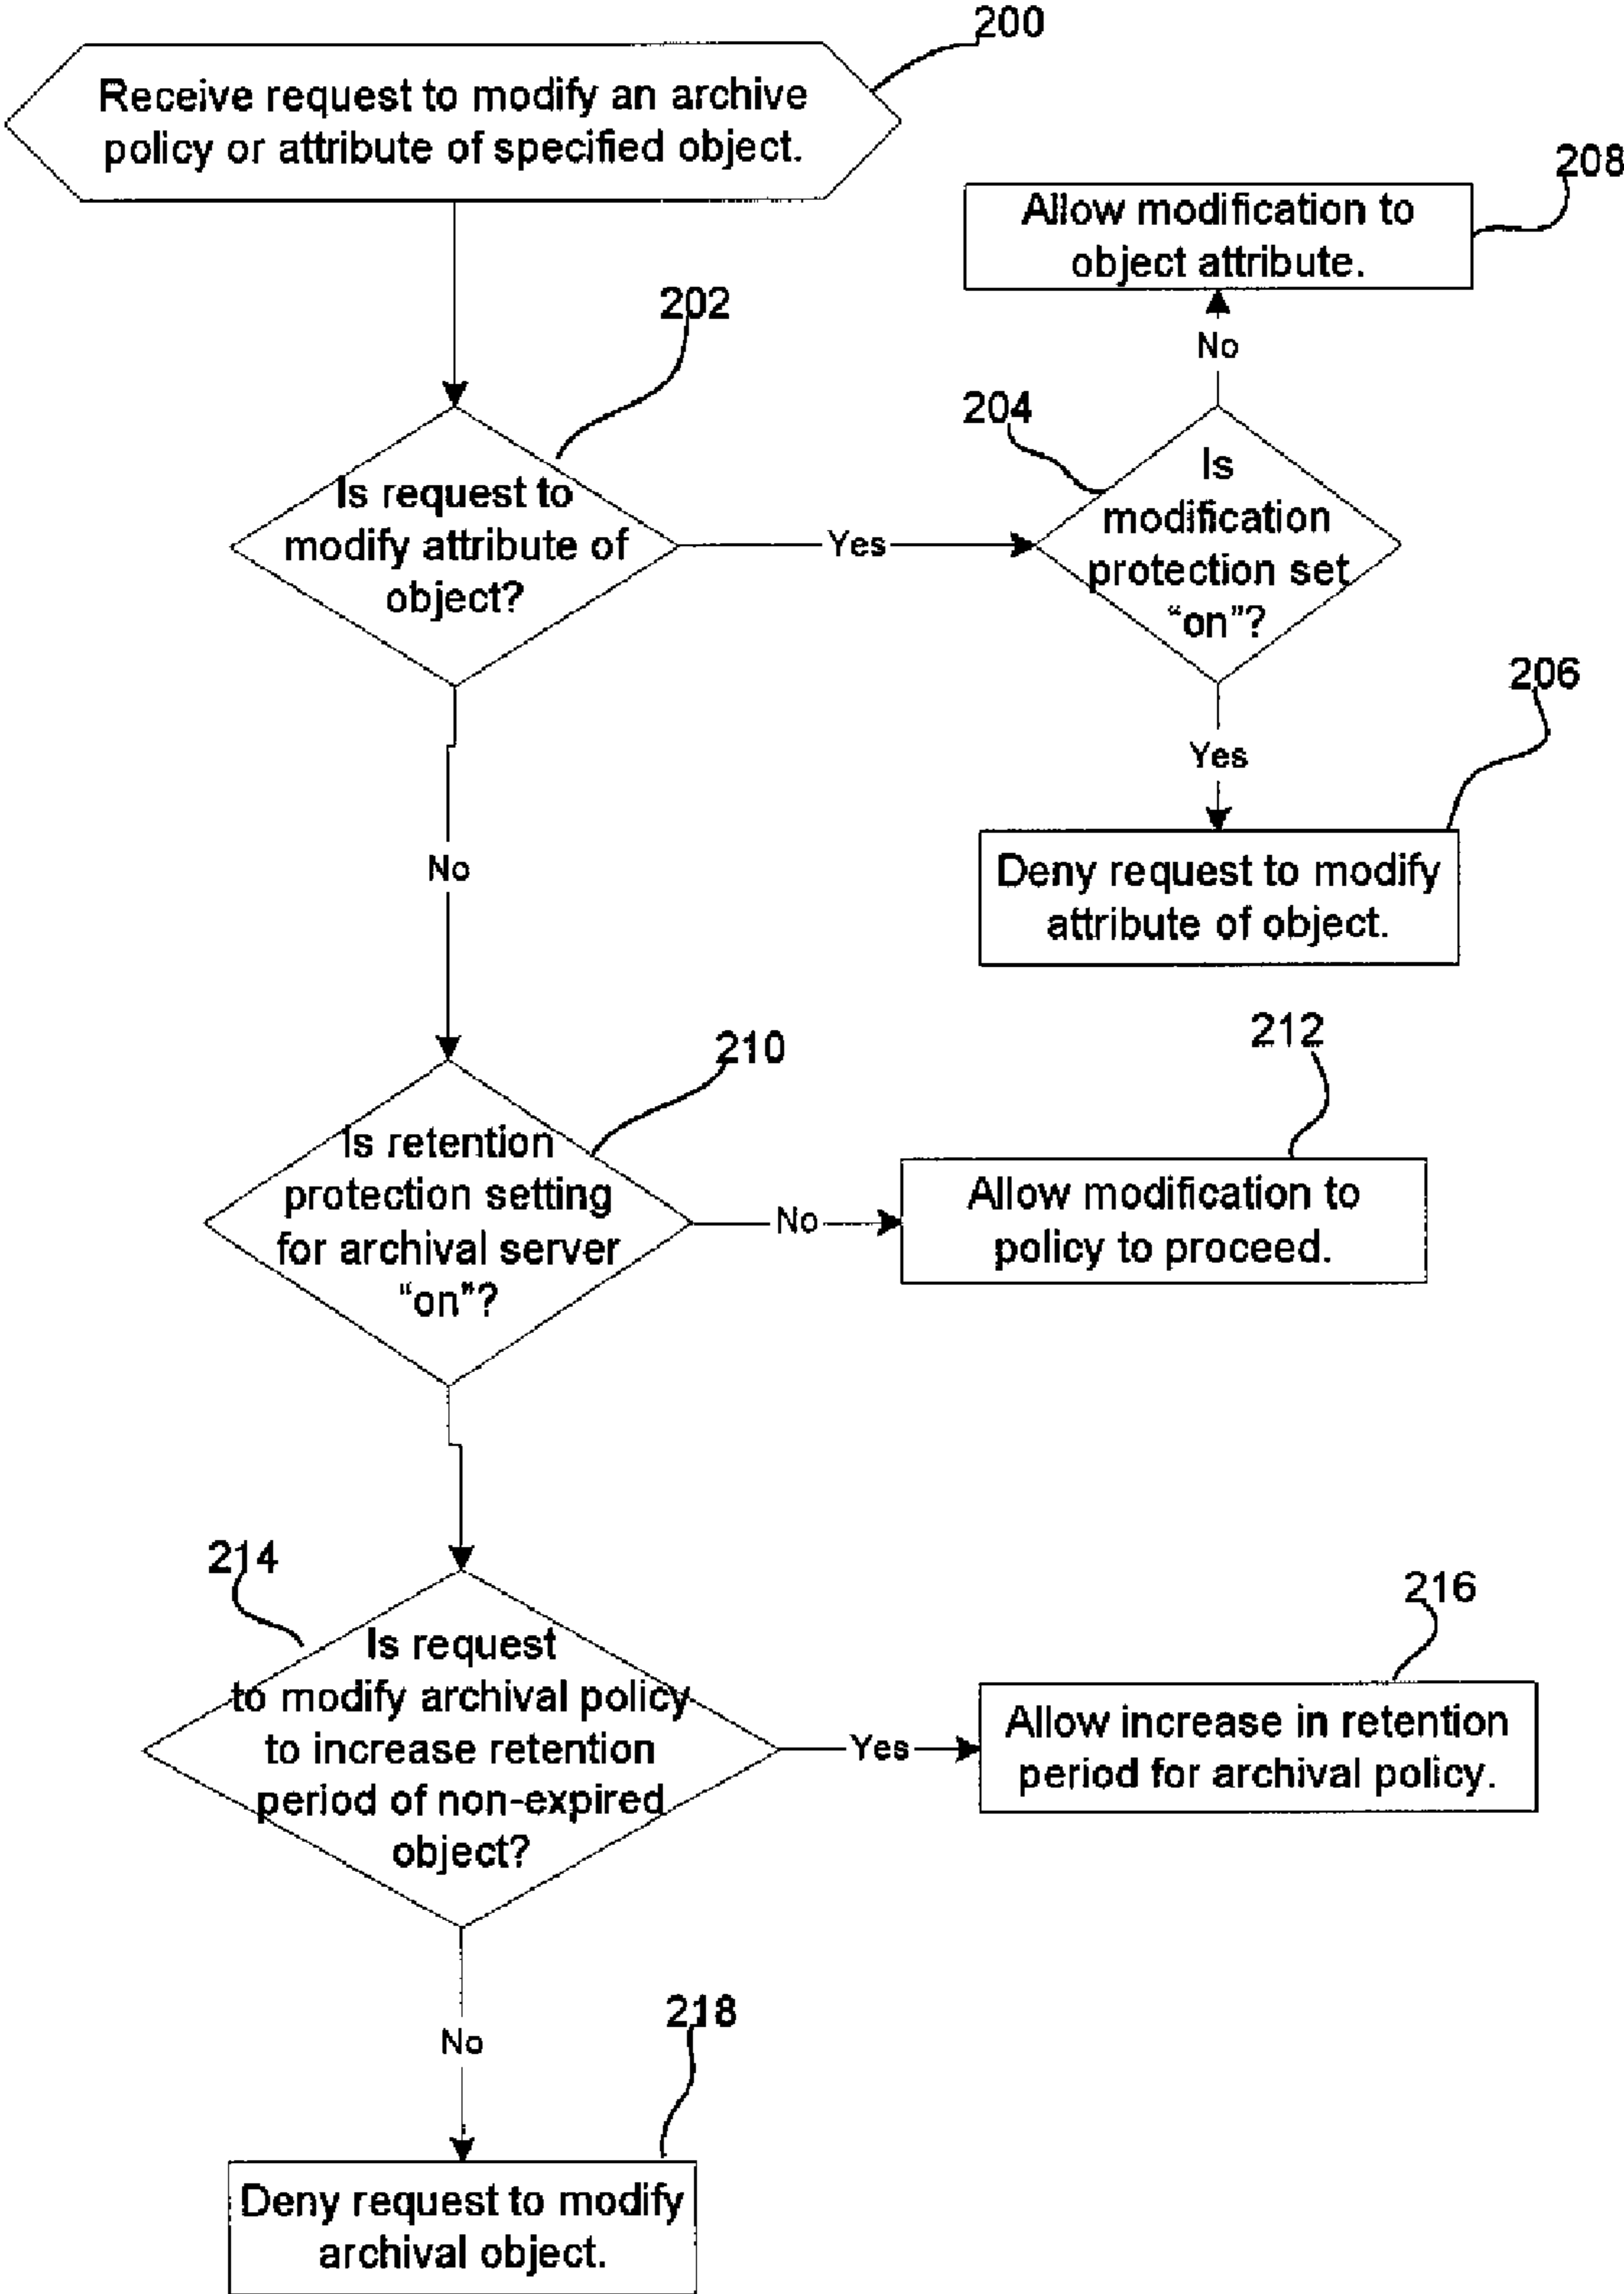 200
Receive request to modify an archive
policy or attribute of specified object.
208
Allow modification to
object attribute.
202
No
204
Is request to
modify attribute of
object?
Yes
Is
modification
protection set
“on”?
206
Yes
No
Deny request to modify
attribute of object.
212
210
Is retention
protection setting
for archival server
“on”?
No
Allow modification to
policy to proceed.
214
216
Is request
to modify archival policy
to increase retention
period of non-expired
object?
Yes
Allow increase in retention
period for archival policy.
218
No
Deny request to modify
archival object.